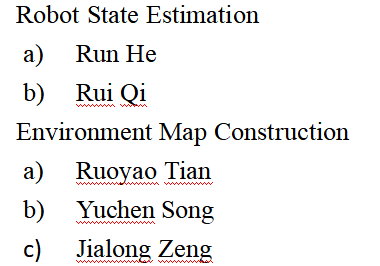 Robot State Estimation
a) Run He
b) Rui Qi
Environment Map Construction
a) Ruoyao Tian
b) Yuchen Song
c) Jialong Zeng